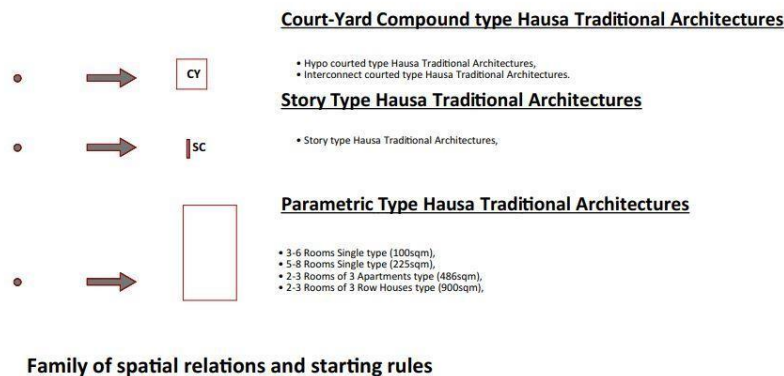 Court-Yard Compound type Hausa Traditional Architectures
• Hypo courted type Hausa Traditional Architectures,
• Interconnect courted type Hausa Traditional Architectures.
CY
Story Type Hausa Traditional Architectures
• Story type Hausa Traditional Architectures,
SC
Parametric Type Hausa Traditional Architectures
• 3-6 Rooms Single type (100sqm),
• 5-8 Rooms Single type (225sqm),
• 2-3 Rooms of 3 Apartments type (486sqm),
• 2-3 Rooms of 3 Row Houses type (900sqm),
Family of spatial relations and starting rules